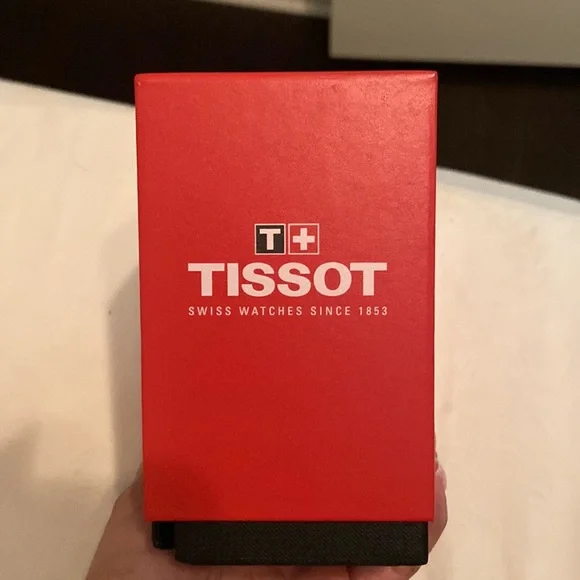 T+
TISSOT
SWISS WATCHES SINCE 1853